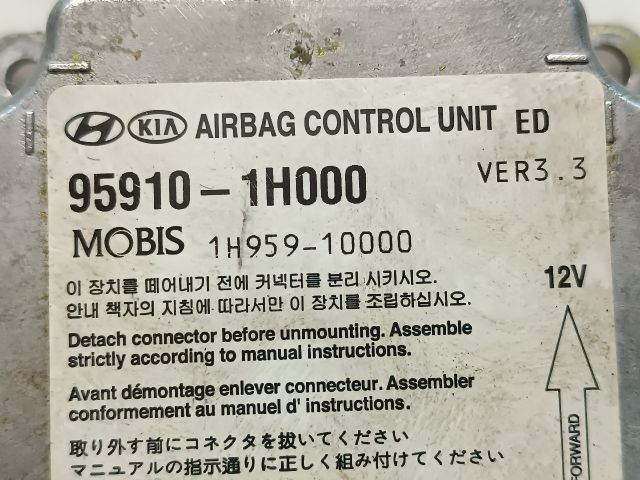 KIA AIRBAG CONTROL UNIT ED
95910-1H000 VER3.3
MOBIS 1H959-10000
이 장치를 떼어내기 전에 커넥터를 분리 시키시오.
안내 책자의 지침에 따라서만 이 장치를 조립하십시오.
12V
Detach connector before unmounting. Assemble
strictly according to manual instructions.
Avant démontage enlever connecteur. Assembler
conformement au manuel d' instructions.
取り外す前にコネクタを抜いてください
マニュアルの指示通りに正しく組み付けてください
FORWARD